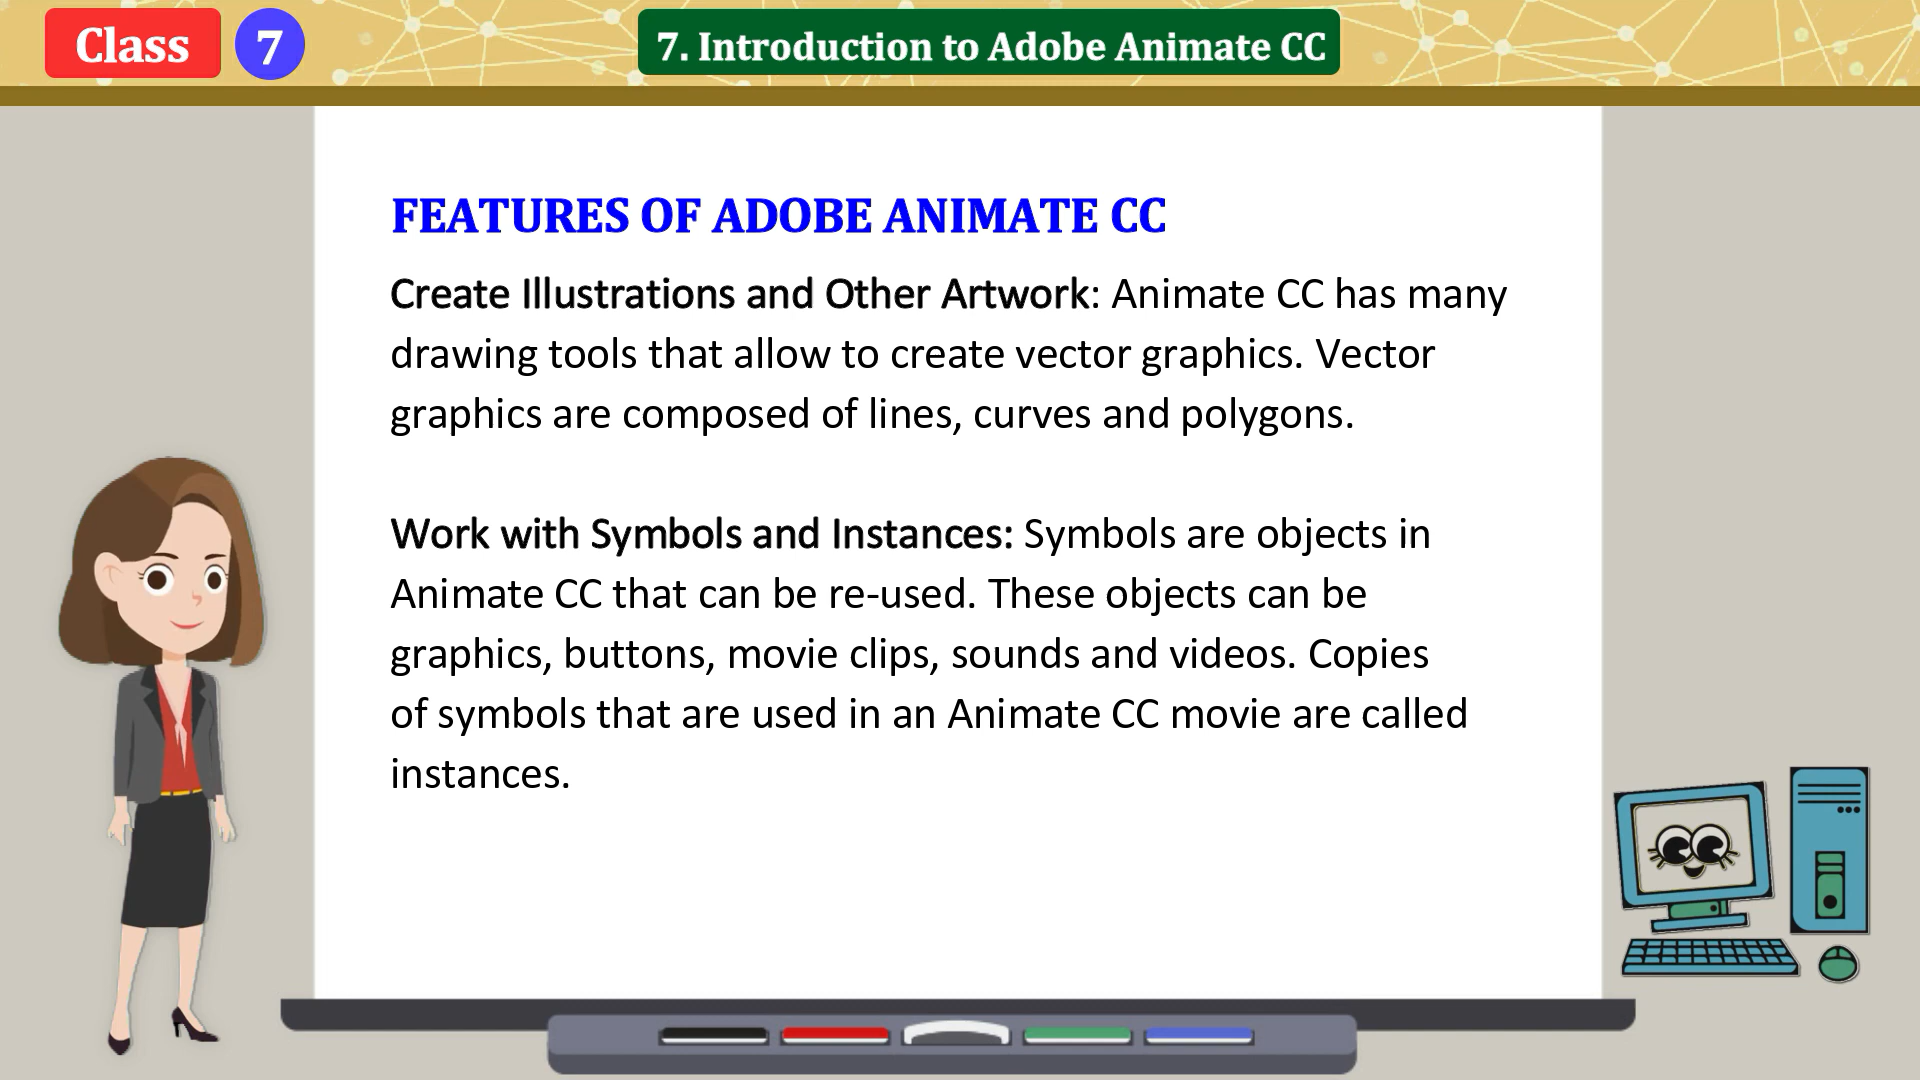 Class 7
7. Introduction to Adobe Animate CC
FEATURES OF ADOBE ANIMATE CC
Create Illustrations and Other Artwork: Animate CC has many
drawing tools that allow to create vector graphics. Vector
graphics are composed of lines, curves and polygons.
Work with Symbols and Instances: Symbols are objects in
Animate CC that can be re-used. These objects can be
graphics, buttons, movie clips, sounds and videos. Copies
of symbols that are used in an Animate CC movie are called
instances.